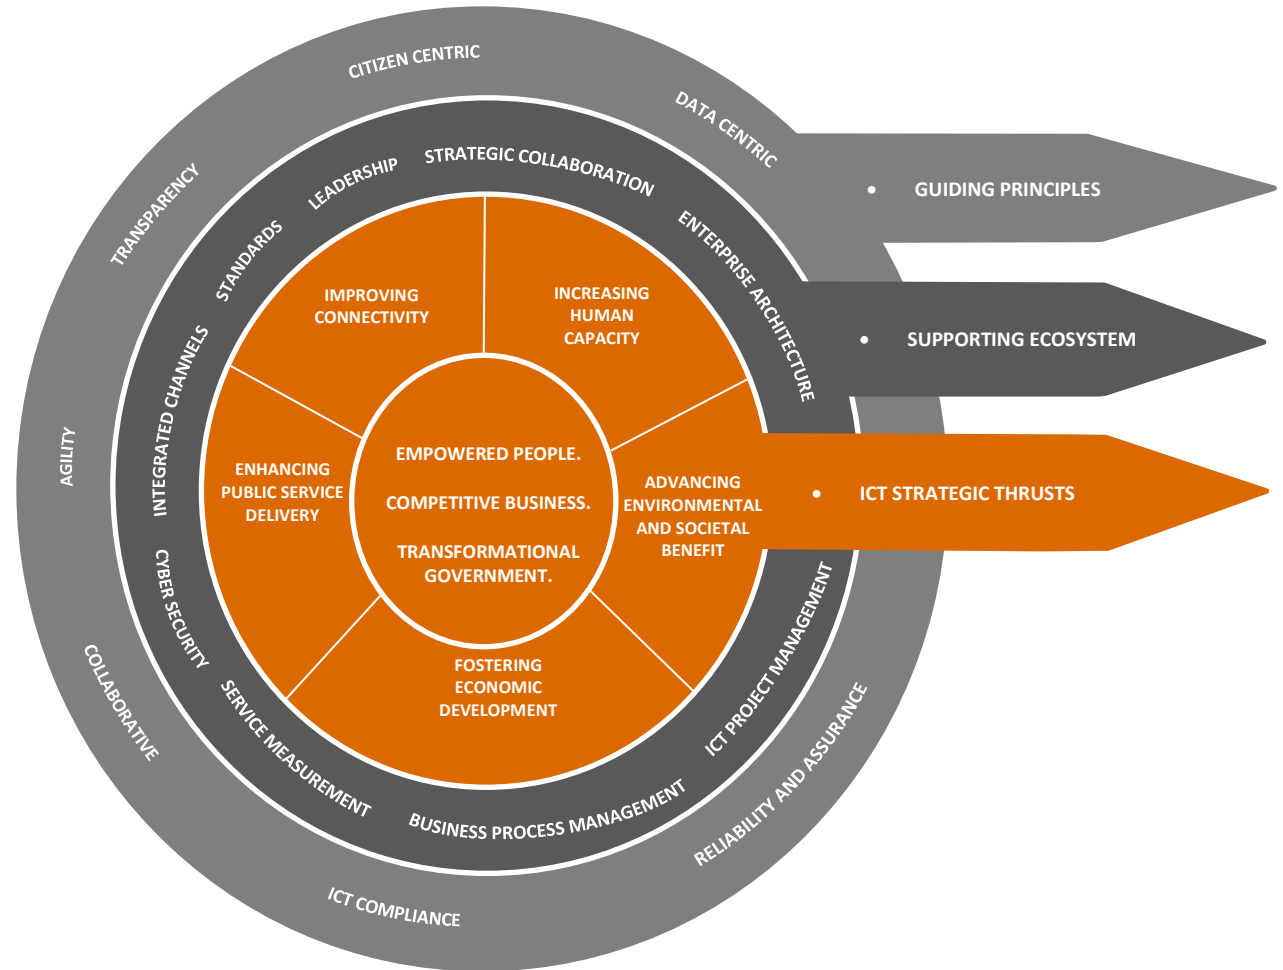 CITIZEN CENTRIC
DATA CENTRIC
TRANSPARENCY
AGILITY
COLLABORATIVE
ICT COMPLIANCE
RELIABILITY AND ASSURANCE
• GUIDING PRINCIPLES
STRATEGIC COLLABORATION
LEADERSHIP
STANDARDS
INTEGRATED CHANNELS
CYBER SECURITY
SERVICE MEASUREMENT
BUSINESS PROCESS MANAGEMENT
ICT PROJECT MANAGEMENT
ENTERPRISE ARCHITECTURE
• SUPPORTING ECOSYSTEM
IMPROVING
CONNECTIVITY
INCREASING
HUMAN
CAPACITY
ENHANCING
PUBLIC SERVICE
DELIVERY
ADVANCING
ENVIRONMENTAL
AND SOCIETAL
BENEFIT
FOSTERING
ECONOMIC
DEVELOPMENT
• ICT STRATEGIC THRUSTS
EMPOWERED PEOPLE.
COMPETITIVE BUSINESS.
TRANSFORMATIONAL
GOVERNMENT.